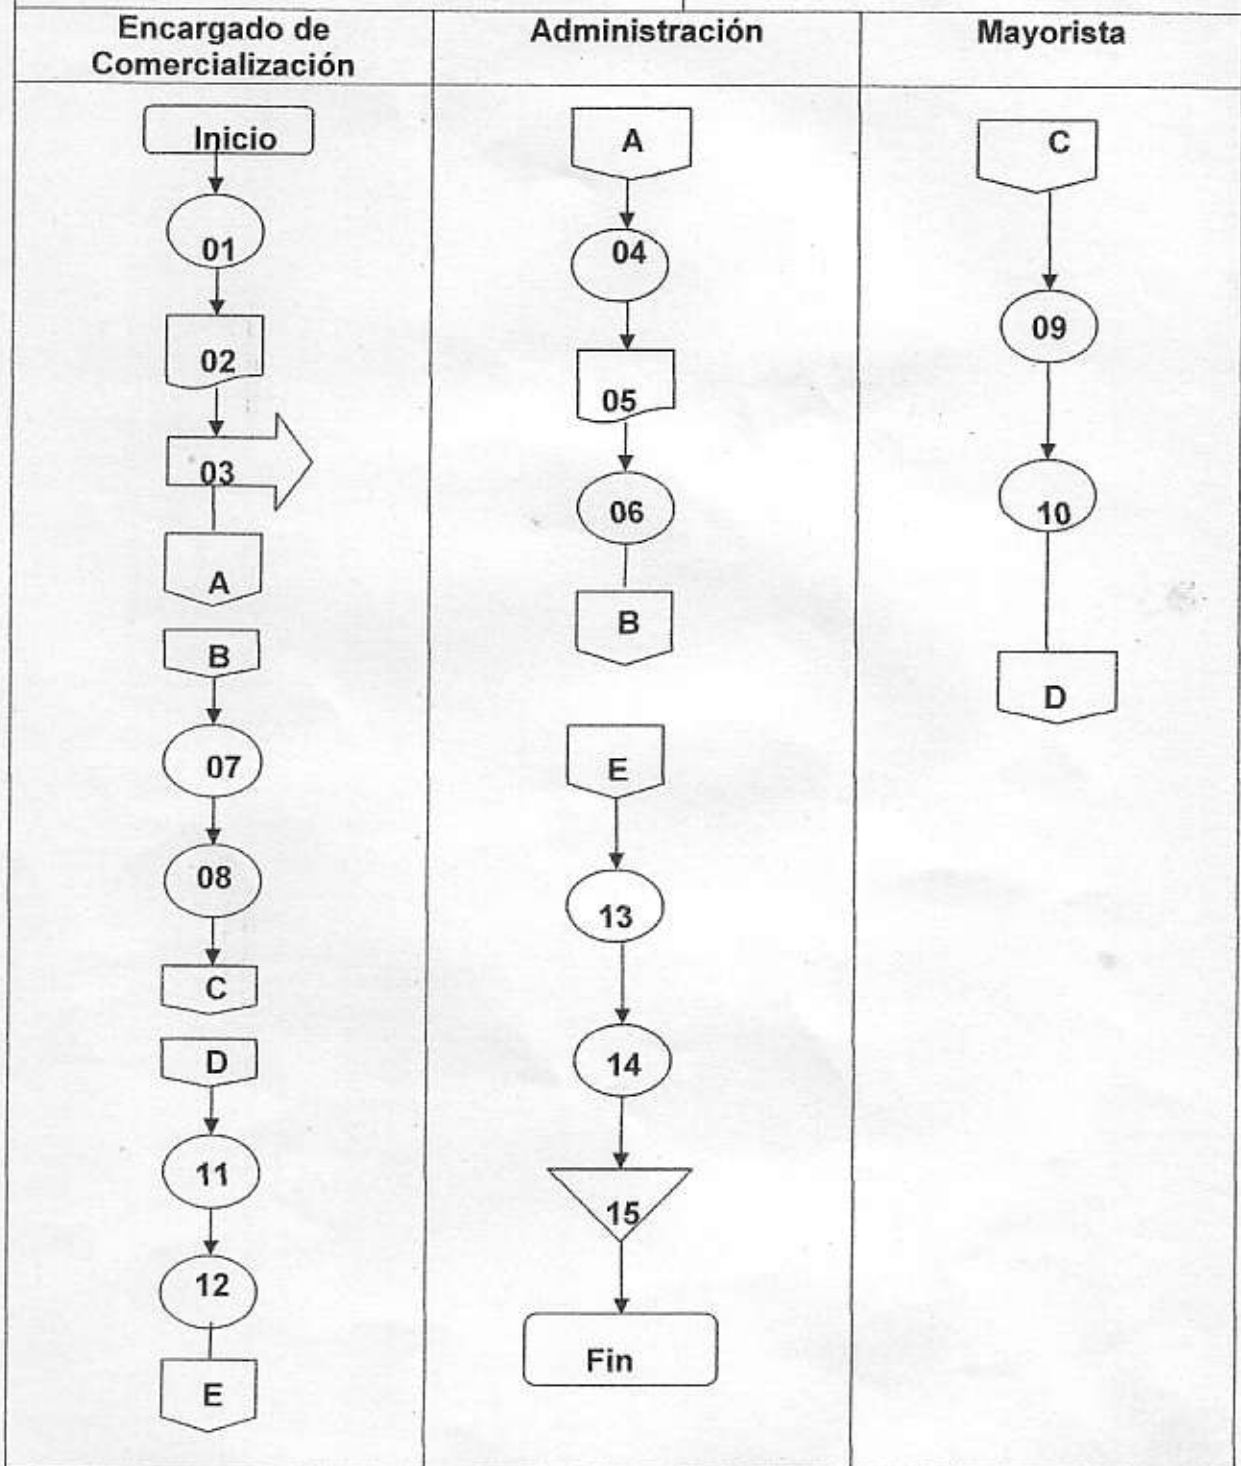 Encargado de
Comercialización
Inicio
01
02
03
A
B
07
08
C
D
11
12
E
Administración
A
04
05
06
B
E
13
14
15
Fin
Mayorista
C
09
10
D